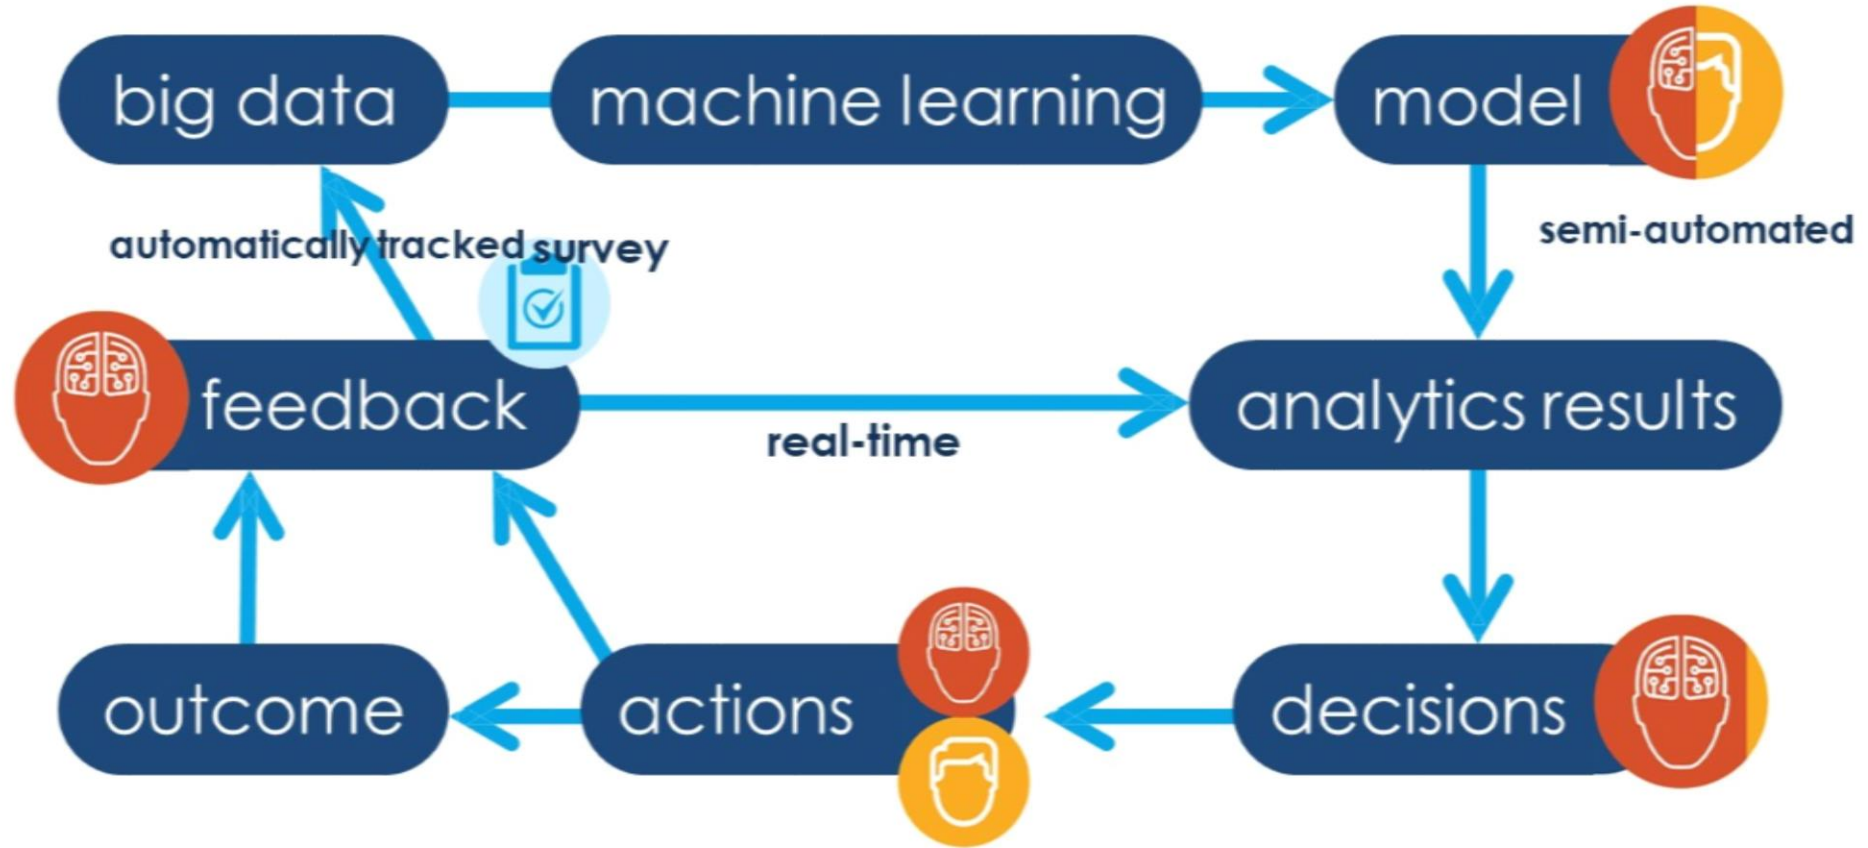 big data
machine learning
model
automatically tracked survey
semi-automated
feedback
real-time
analytics results
outcome
actions
decisions